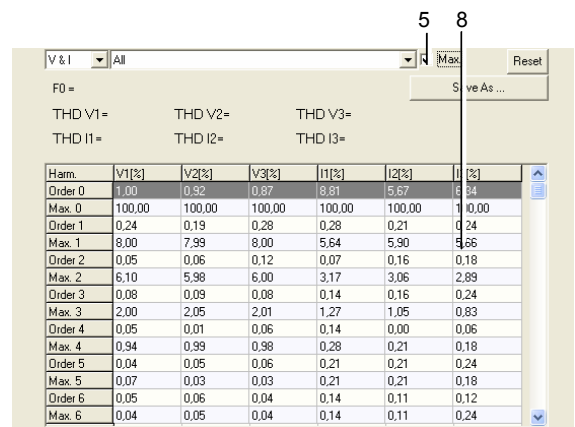 5 8
V & I All Max. Reset
F0 = Save As ...
THD V1= THD V2= THD V3=
THD I1= THD I2= THD I3=
Harm. V1[%] V2[%] V3[%] I1[%] I2[%] I3[%]
Order 0 1,00 0,92 0,87 8,81 5,67 6,34
Max. 0 100,00 100,00 100,00 100,00 100,00 100,00
Order 1 0,24 0,19 0,28 0,28 0,21 0,24
Max. 1 8,00 7,99 8,00 5,64 5,90 5,66
Order 2 0,05 0,06 0,12 0,07 0,16 0,18
Max. 2 6,10 5,98 6,00 3,17 3,06 2,89
Order 3 0,08 0,09 0,08 0,14 0,16 0,24
Max. 3 2,00 2,05 2,01 1,27 1,05 0,83
Order 4 0,05 0,01 0,06 0,14 0,00 0,06
Max. 4 0,94 0,99 0,98 0,28 0,21 0,18
Order 5 0,04 0,05 0,06 0,21 0,21 0,24
Max. 5 0,07 0,03 0,03 0,21 0,21 0,18
Order 6 0,05 0,06 0,04 0,14 0,11 0,12
Max. 6 0,04 0,05 0,04 0,14 0,11 0,24